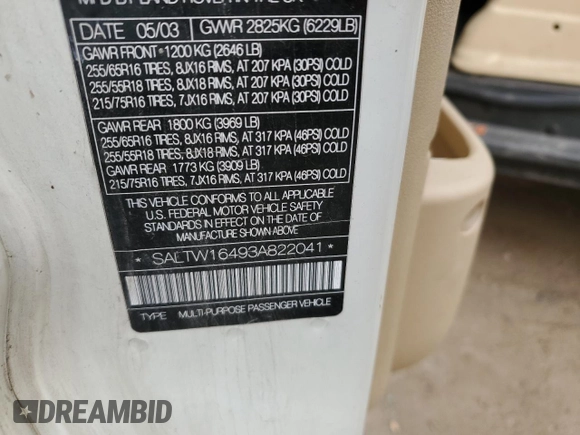 DATE 05/03 GVWR 2825KG (6229LB)
GAWR FRONT 1200 KG (2646 LB)
255/65R16 TIRES, 8JX16 RIMS, AT 207 KPA (30PSI) COLD
255/55R18 TIRES, 8JX18 RIMS, AT 207 KPA (30PSI) COLD
215/75R16 TIRES, 7JX16 RIMS, AT 207 KPA (30PSI) COLD
GAWR REAR 1800 KG (3969 LB)
255/65R16 TIRES, 8JX16 RIMS, AT 317 KPA (46PSI) COLD
255/55R18 TIRES, 8JX18 RIMS, AT 317 KPA (46PSI) COLD
GAWR REAR 1773 KG (3909 LB)
215/75R16 TIRES, 7JX16 RIMS, AT 317 KPA (46PSI) COLD
THIS VEHICLE CONFORMS TO ALL APPLICABLE
U.S. FEDERAL MOTOR VEHICLE SAFETY
STANDARDS IN EFFECT ON THE DATE OF
MANUFACTURE SHOWN ABOVE
* SALTW16493A822041 *
TYPE MULTI-PURPOSE PASSENGER VEHICLE
DREAMBID